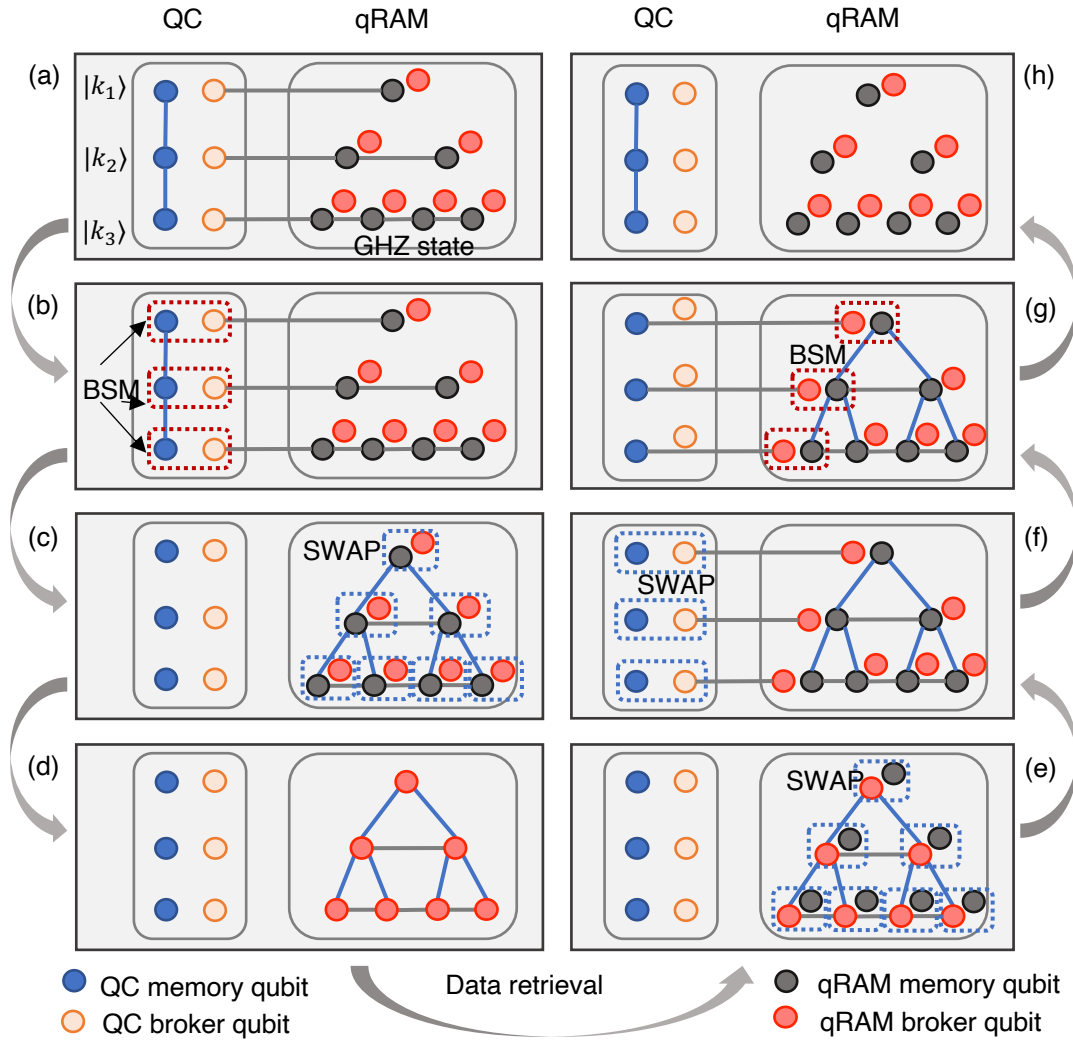 QC qRAM QC qRAM
(a) |k₁⟩ (h)
|k₂⟩
|k₃⟩
GHZ state
(b) (g)
BSM BSM
(c) SWAP (f)
SWAP
(d) (e)
SWAP
Data retrieval
QC memory qubit qRAM memory qubit
QC broker qubit qRAM broker qubit